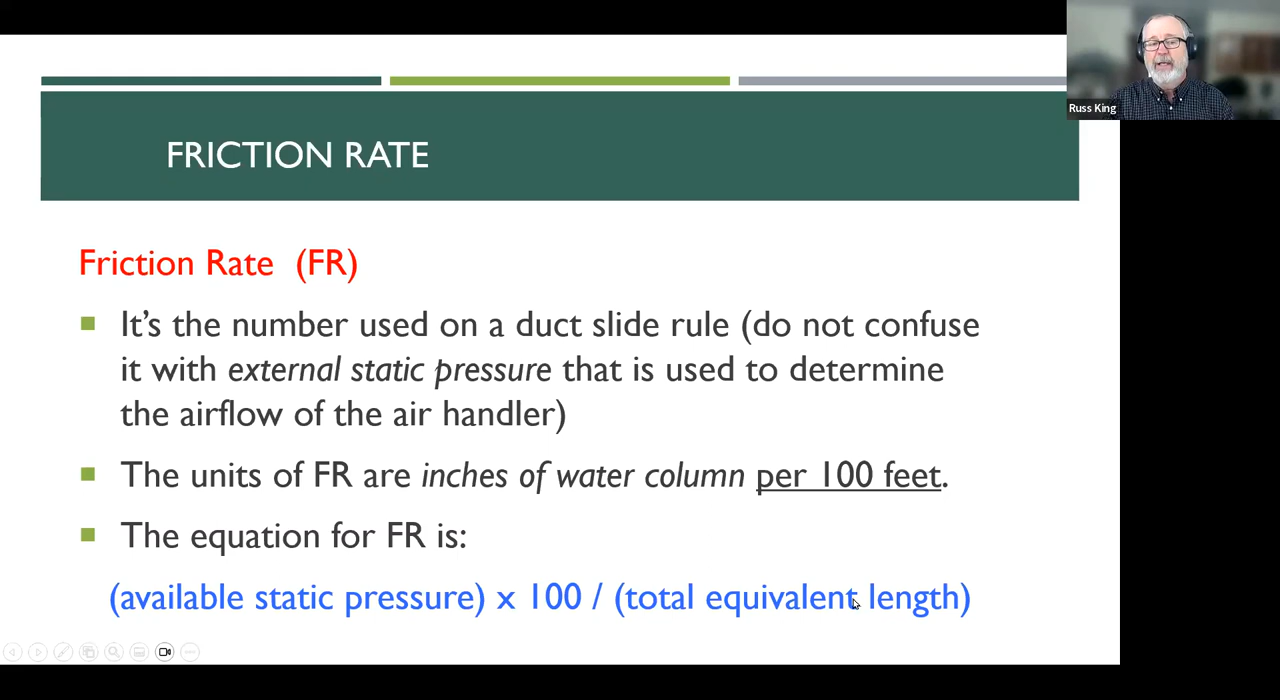 Russ King
FRICTION RATE
Friction Rate (FR)
It’s the number used on a duct slide rule (do not confuse
it with external static pressure that is used to determine
the airflow of the air handler)
The units of FR are inches of water column per 100 feet.
The equation for FR is:
(available static pressure) x 100 / (total equivalent length)